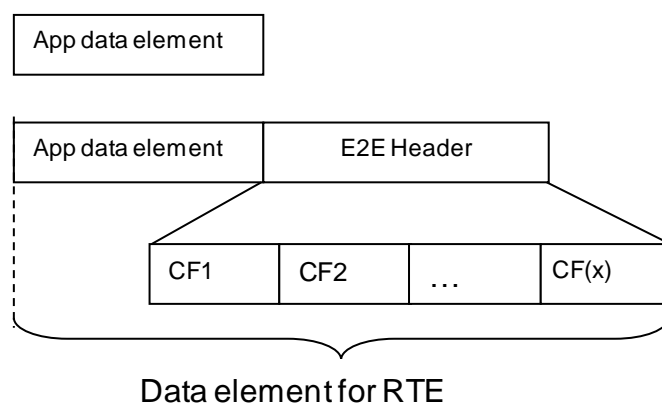 App data element
App data element E2E Header
CF1 CF2 ... CF(x)
Data element for RTE